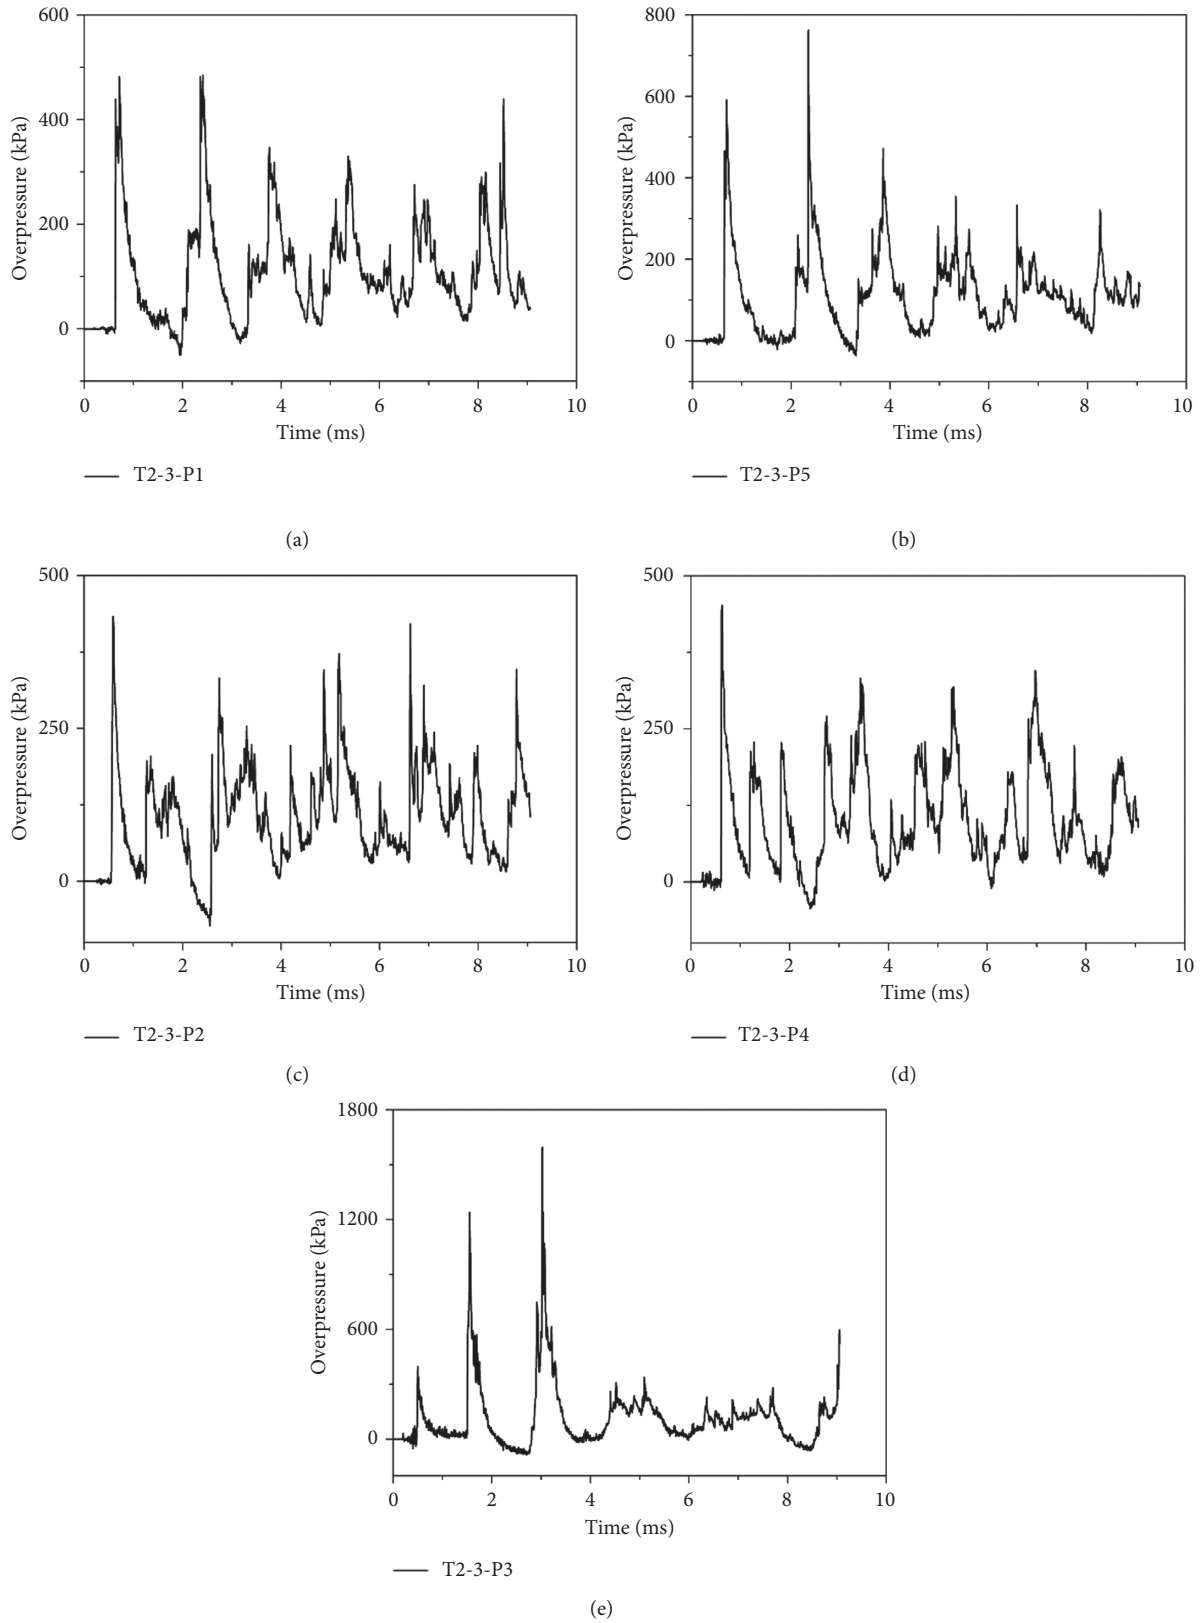 600
400
200
0
Overpressure (kPa)
0 2 4 6 8 10
Time (ms)
T2-3-P1
(a)
800
600
400
200
0
Overpressure (kPa)
0 2 4 6 8 10
Time (ms)
T2-3-P5
(b)
500
250
0
Overpressure (kPa)
0 2 4 6 8 10
Time (ms)
T2-3-P2
(c)
500
250
0
Overpressure (kPa)
0 2 4 6 8 10
Time (ms)
T2-3-P4
(d)
1800
1200
600
0
Overpressure (kPa)
0 2 4 6 8 10
Time (ms)
T2-3-P3
(e)